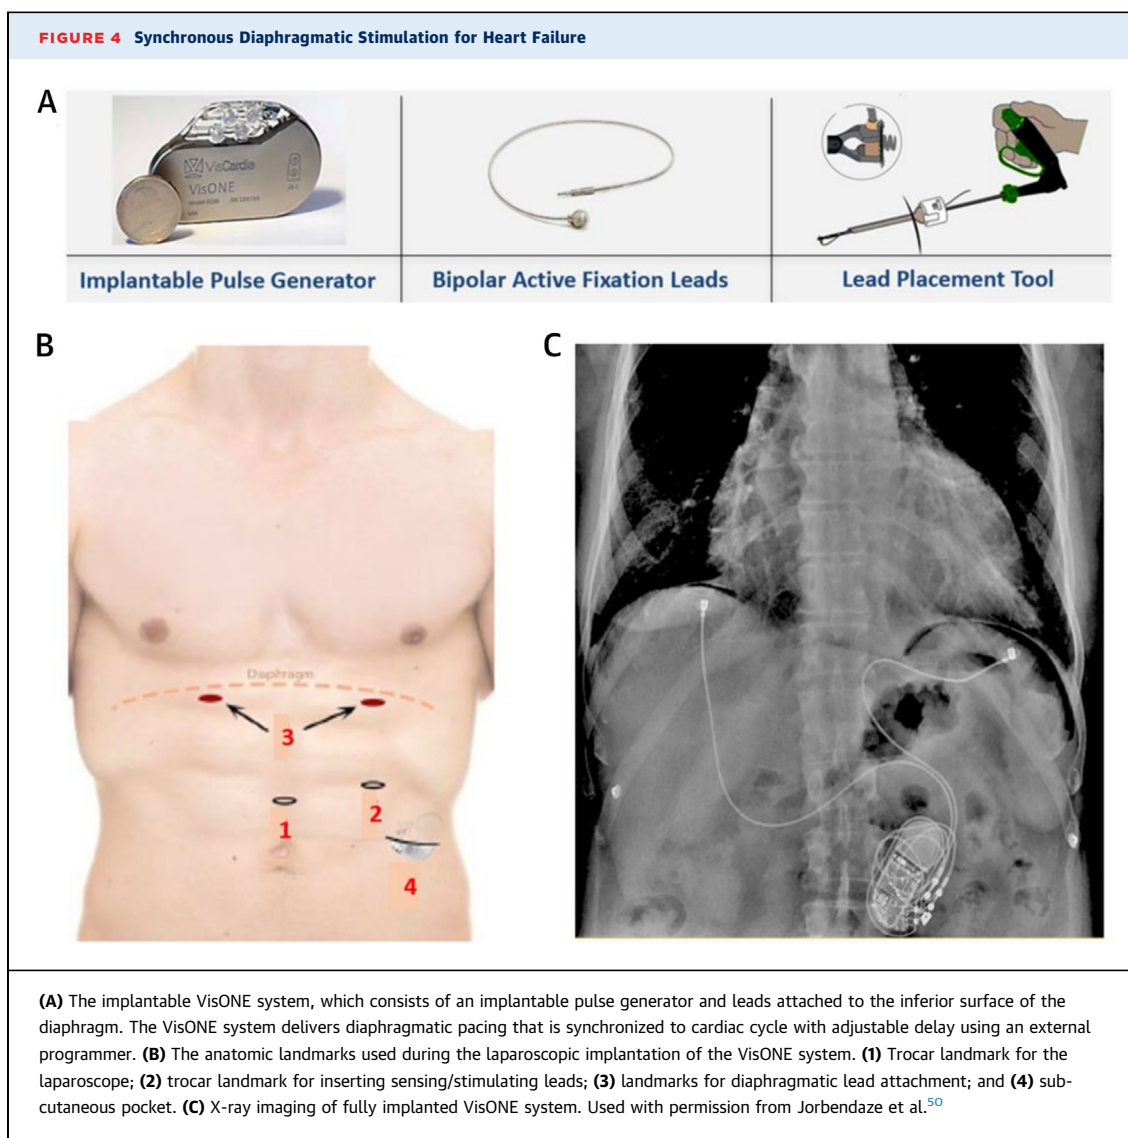 FIGURE 4 Synchronous Diaphragmatic Stimulation for Heart Failure
A
VisCardia
VisONE
Implantable Pulse Generator
Bipolar Active Fixation Leads
Lead Placement Tool
B
C
Diaphragm
3
2
1
4
(A) The implantable VisONE system, which consists of an implantable pulse generator and leads attached to the inferior surface of the
diaphragm. The VisONE system delivers diaphragmatic pacing that is synchronized to cardiac cycle with adjustable delay using an external
programmer. (B) The anatomic landmarks used during the laparoscopic implantation of the VisONE system. (1) Trocar landmark for the
laparoscope; (2) trocar landmark for inserting sensing/stimulating leads; (3) landmarks for diaphragmatic lead attachment; and (4) sub-
cutaneous pocket. (C) X-ray imaging of fully implanted VisONE system. Used with permission from Jorbendaze et al.50